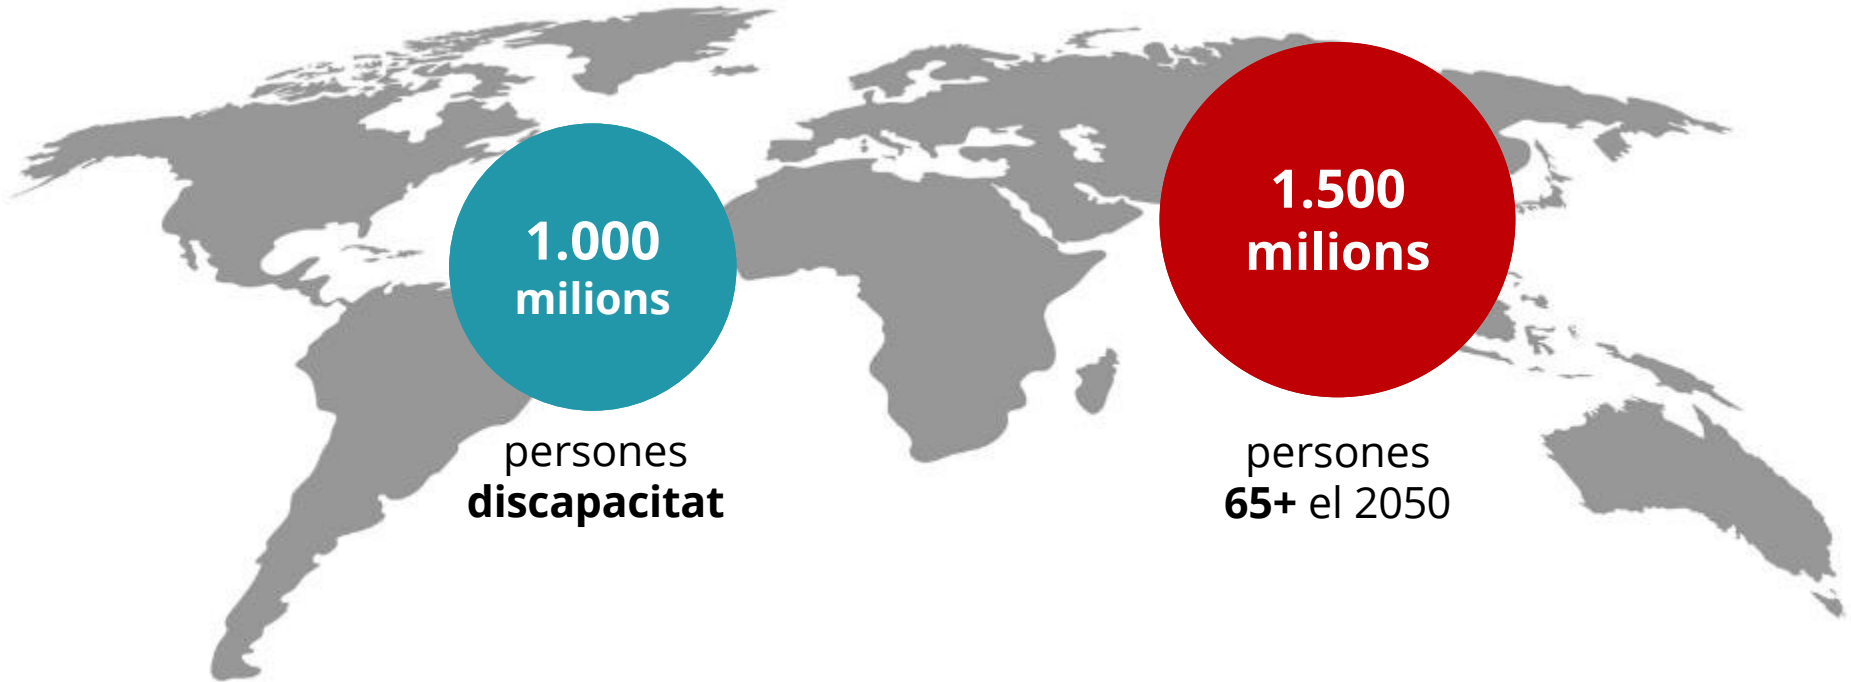 1.000
milions
persones
discapacitat
1.500
milions
persones
65+ el 2050